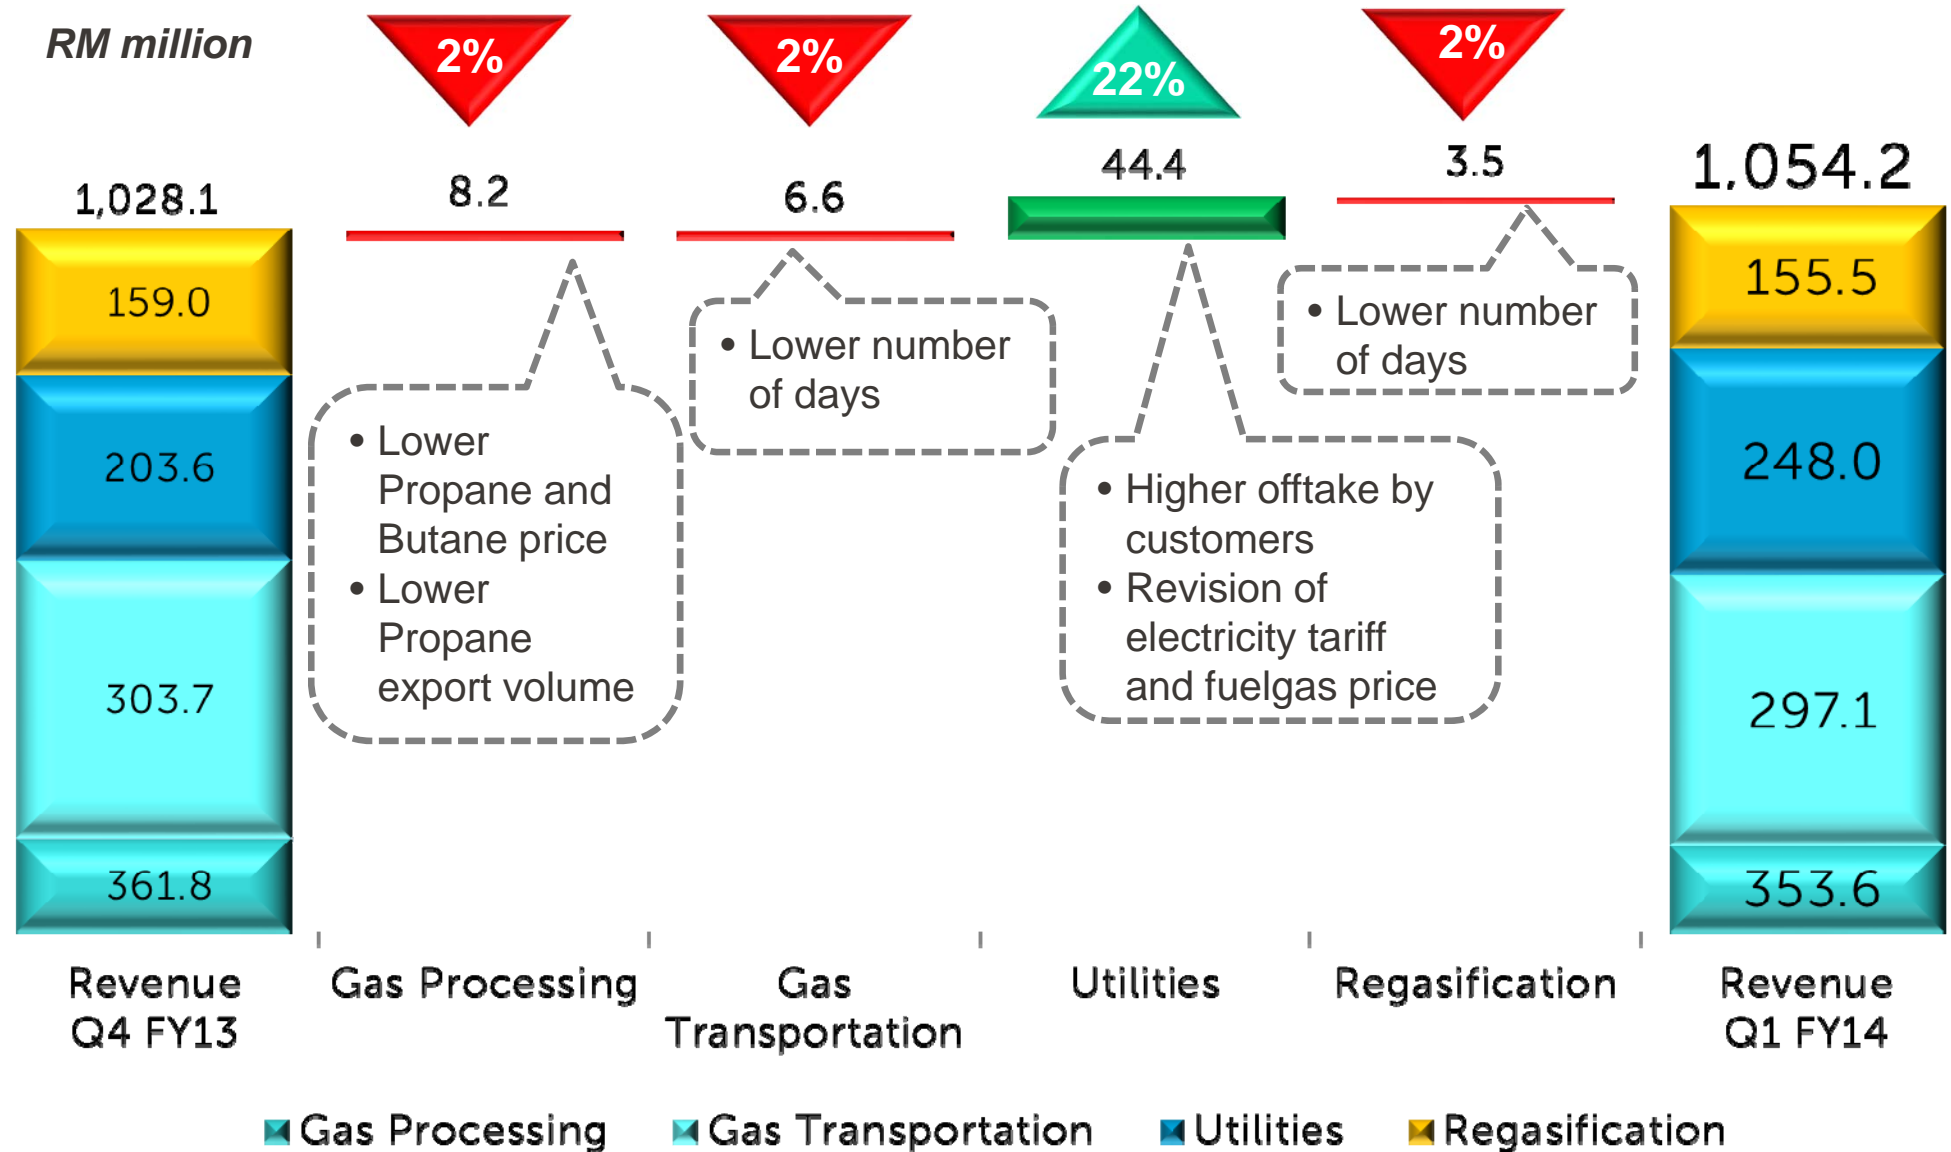 RM million
2%
2%
22%
2%
1,028.1
8.2
6.6
44.4
3.5
1,054.2
159.0
203.6
303.7
361.8
• Lower
Propane and
Butane price
• Lower
Propane
export volume
• Lower number
of days
• Higher offtake by
customers
• Revision of
electricity tariff
and fuelgas price
• Lower number
of days
155.5
248.0
297.1
353.6
Revenue
Q4 FY13
Gas Processing
Gas
Transportation
Utilities
Regasification
Revenue
Q1 FY14
Gas Processing
Gas Transportation
Utilities
Regasification